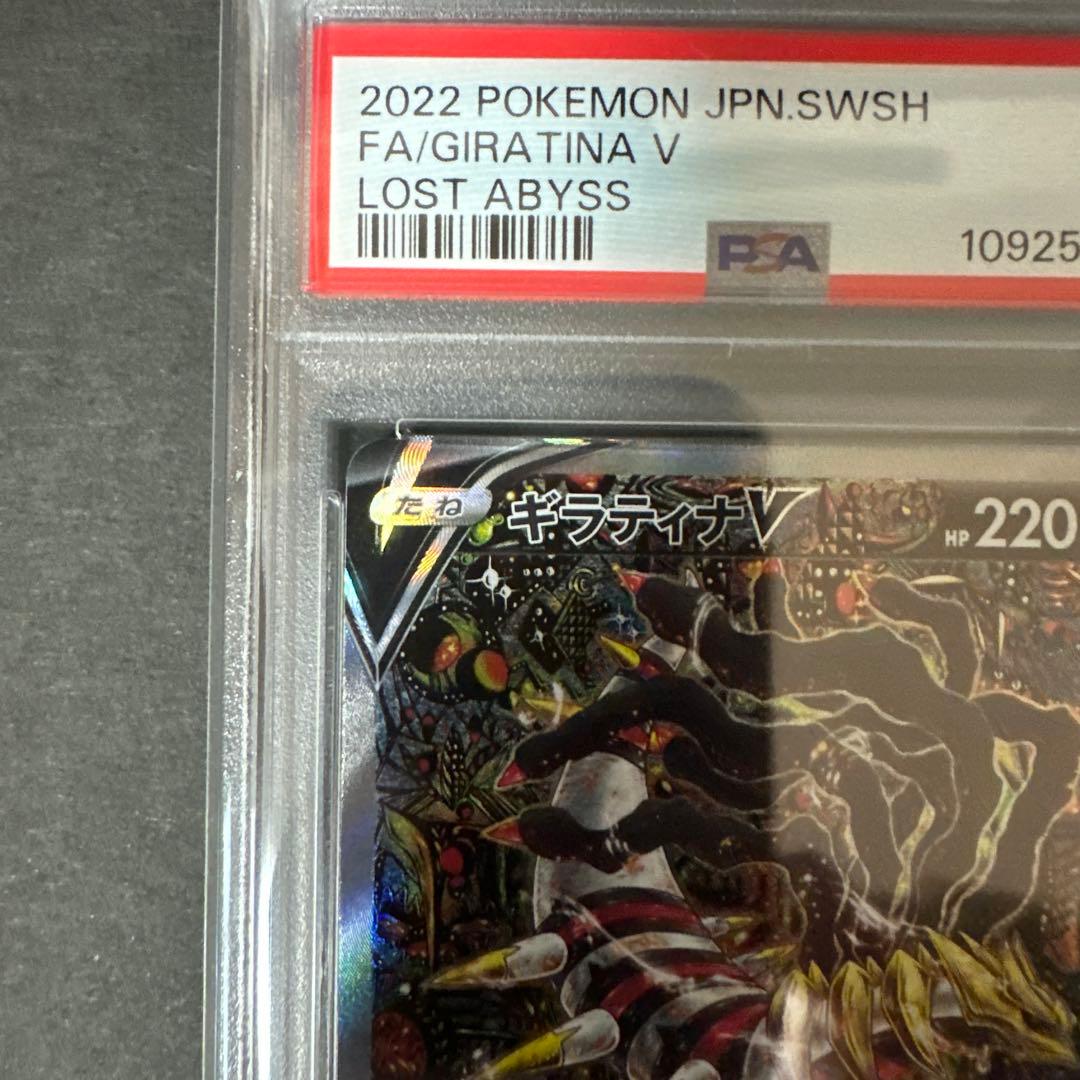 2022 POKEMON JPN.SWSH
FA/GIRATINA V
LOST ABYSS
PSA
10925
たね
ギラティナV
HP 220